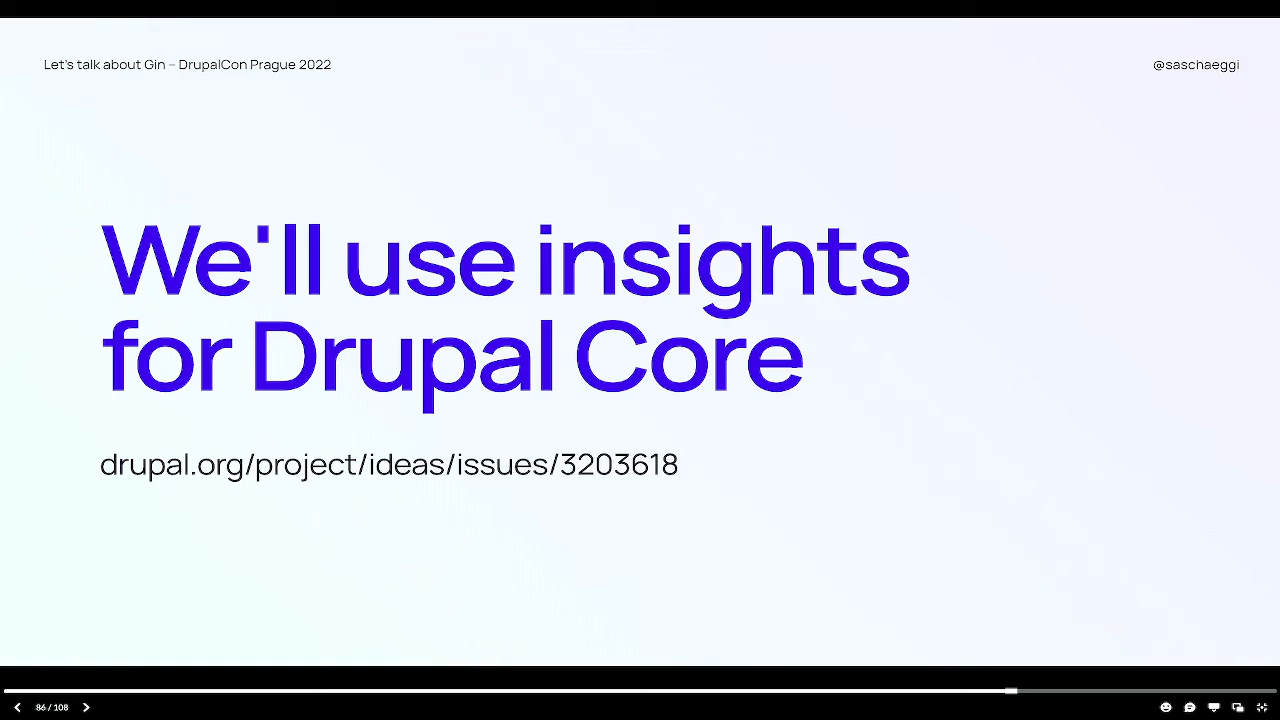 Let's talk about Gin – DrupalCon Prague 2022
@saschaeggi
We'll use insights
for Drupal Core
drupal.org/project/ideas/issues/3203618
86 / 108